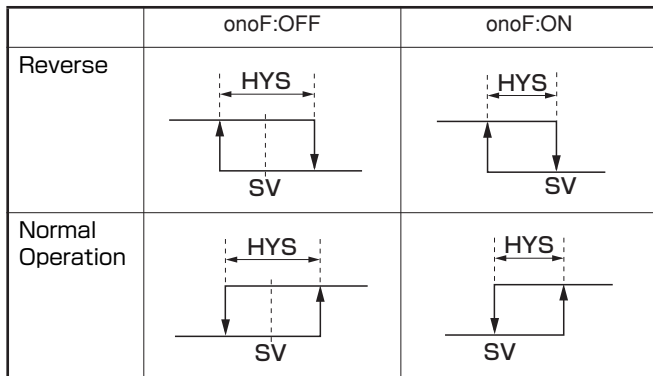 onoF:OFF onoF:ON
Reverse
HYS HYS
SV SV
Normal
Operation
HYS HYS
SV SV